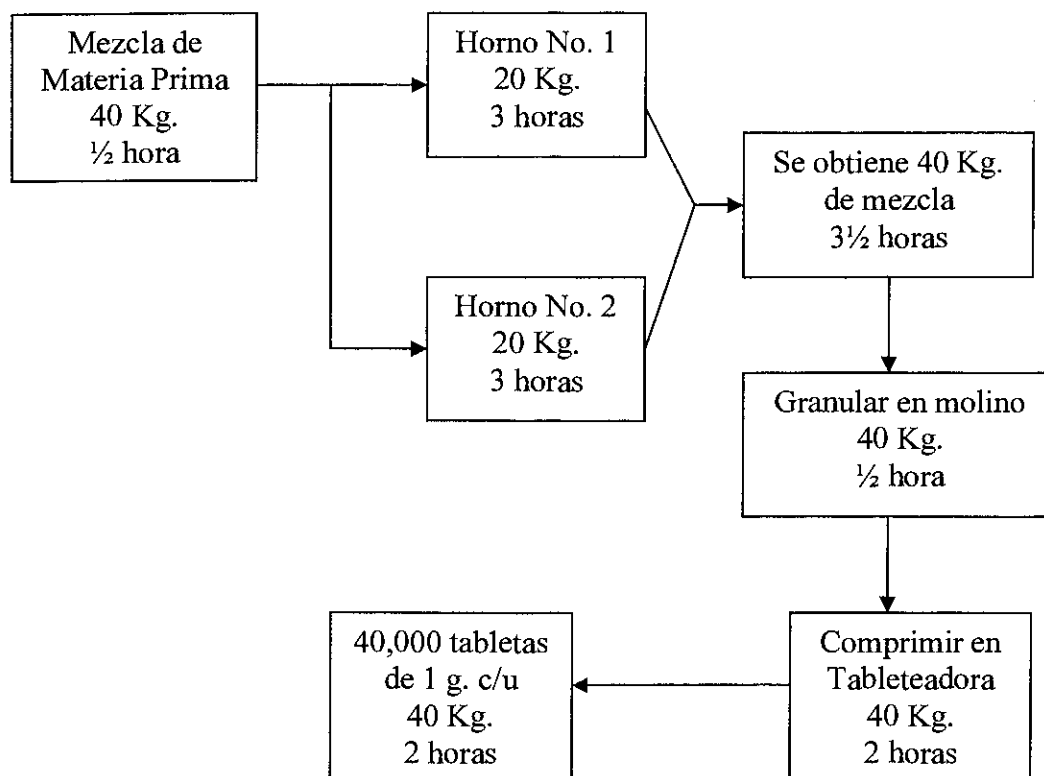 Mezcla de
Materia Prima
40 Kg.
½ hora
Horno No. 1
20 Kg.
3 horas
Horno No. 2
20 Kg.
3 horas
Se obtiene 40 Kg.
de mezcla
3½ horas
Granular en molino
40 Kg.
½ hora
Comprimir en
Tableteadora
40 Kg.
2 horas
40,000 tabletas
de 1 g. c/u
40 Kg.
2 horas